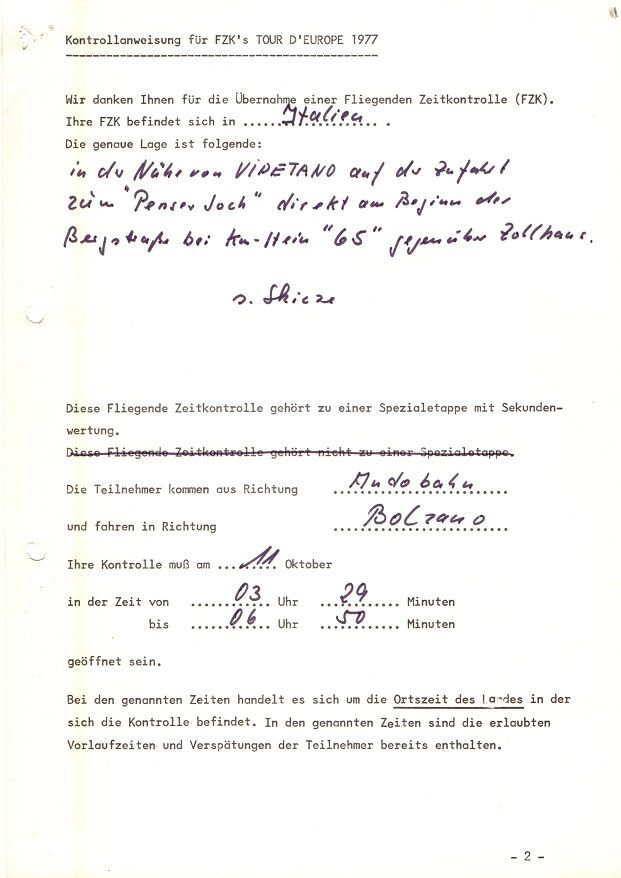 Kontrollanweisung für FZK's TOUR D'EUROPE 1977
Wir danken Ihnen für die Übernahme einer Fliegenden Zeitkontrolle (FZK).
Ihre FZK befindet sich in ......Italien...... .
Die genaue Lage ist folgende:
in der Nähe von VIPETANO auf der Zufahrt
zum "Penser Joch" direkt am Beginn der
Bergstraße bei Km-Stein "65" gegenüber Zollhaus.
s. Skizze
Diese Fliegende Zeitkontrolle gehört zu einer Spezialetappe mit Sekunden-
wertung.
Diese Fliegende Zeitkontrolle gehört nicht zu einer Spezialetappe.
Die Teilnehmer kommen aus Richtung Autobahn
und fahren in Richtung Bolzano
Ihre Kontrolle muß am ...11.... Oktober
in der Zeit von ......03..... Uhr ...29...... Minuten
bis ......06..... Uhr ...50...... Minuten
geöffnet sein.
Bei den genannten Zeiten handelt es sich um die Ortszeit des Landes in der
sich die Kontrolle befindet. In den genannten Zeiten sind die erlaubten
Vorlaufzeiten und Verspätungen der Teilnehmer bereits enthalten.
- 2 -